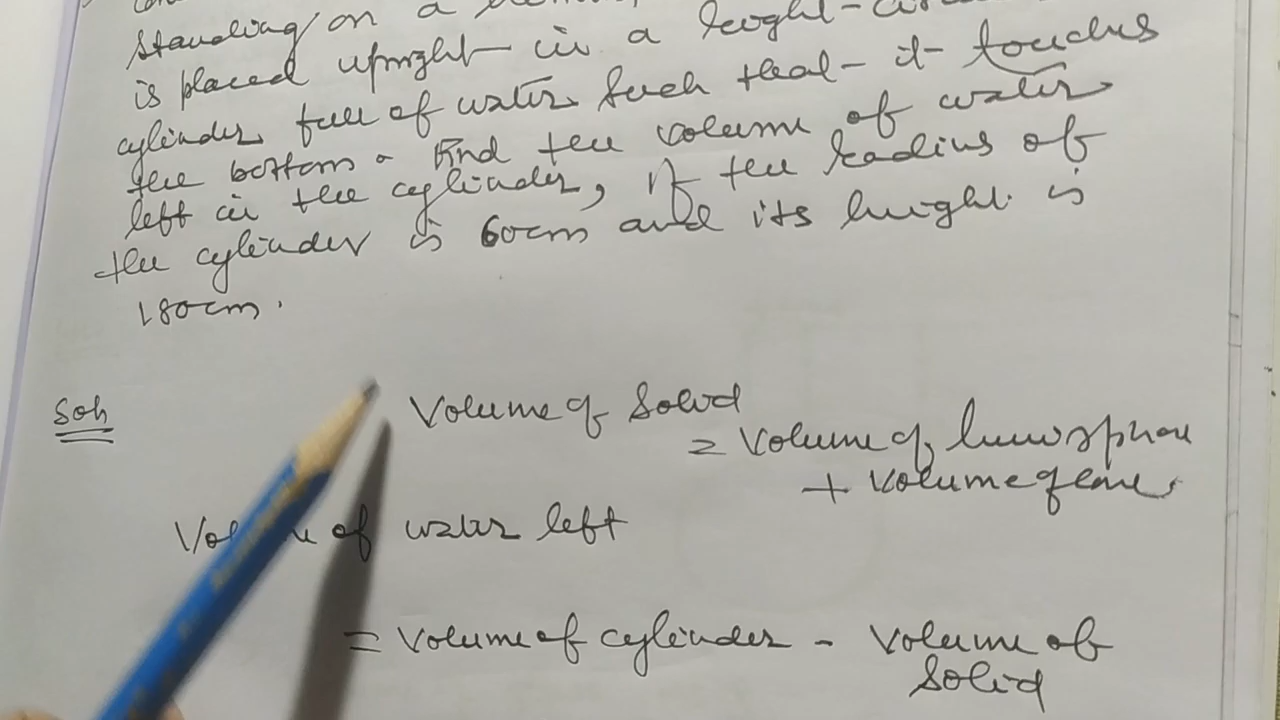 standing on a
is placed upright in a
cylinder full of water such that it touches
the bottom. Find the volume of water
left in the cylinder, if the radius of
the cylinder is 60cm and its height is
180cm.
Soln
Volume of Solid
= Volume of hemisphere
+ Volume of cone
Volume of water left
= Volume of cylinder - Volume of
Solid